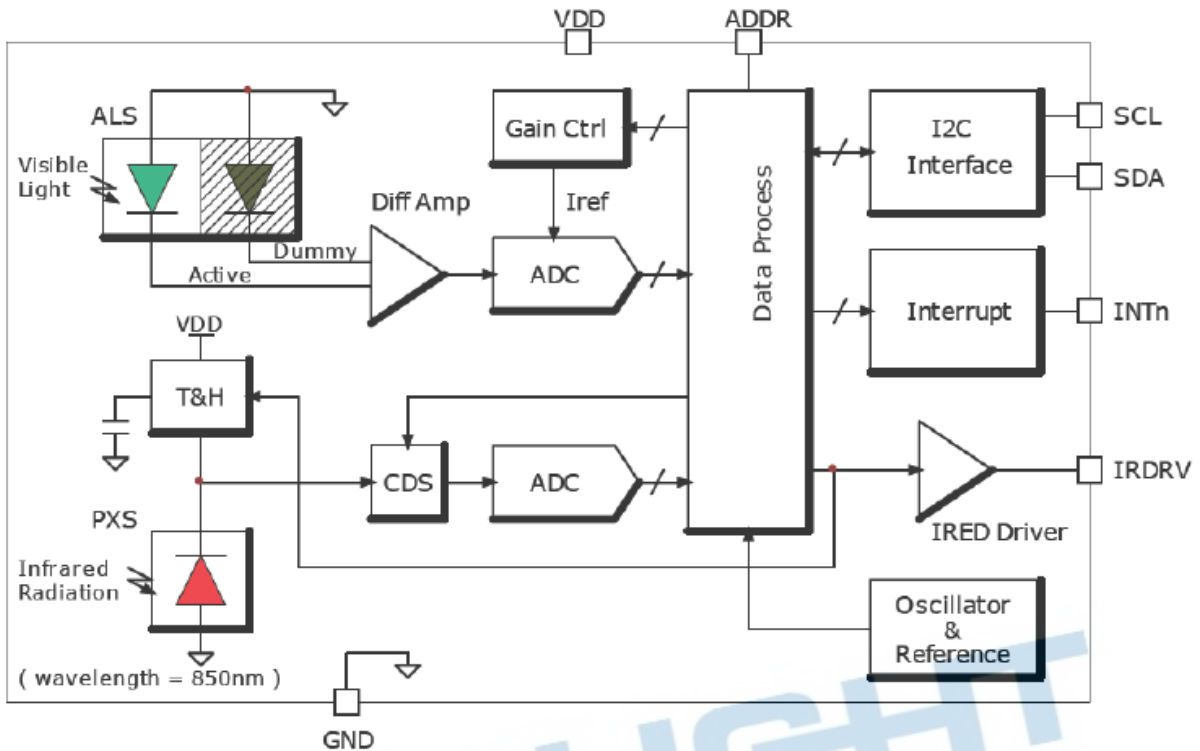 VDD
ADDR
ALS
Visible
Light
Gain Ctrl
I2C
Interface
SCL
SDA
Diff Amp
Iref
Dummy
Active
ADC
Data Process
Interrupt
INTn
VDD
T&H
CDS
ADC
IRDRV
IRED Driver
PXS
Infrared
Radiation
Oscillator
&
Reference
( wavelength = 850nm )
GND